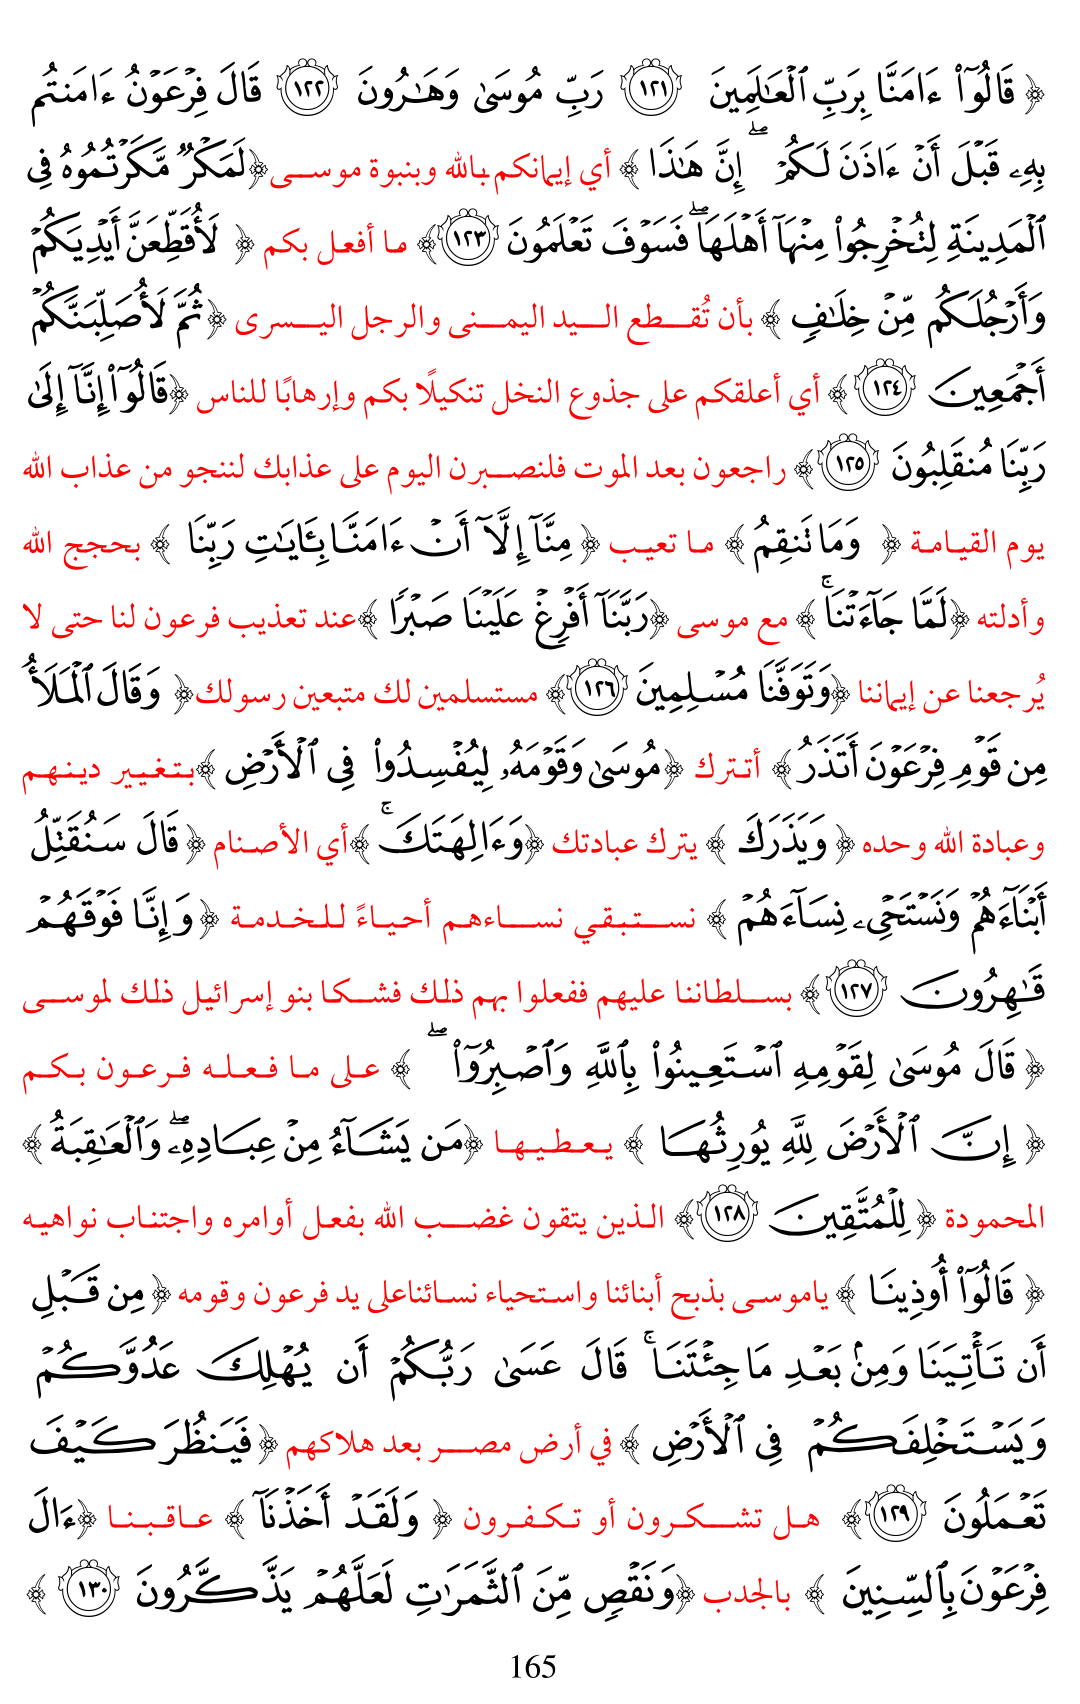 ﴿ قَالُوٓا۟ ءَامَنَّا بِرَبِّ ٱلْعَـٰلَمِينَ ١٢١ رَبِّ مُوسَىٰ وَهَـٰرُونَ ١٢٢ قَالَ فِرْعَوْنُ ءَامَنتُم
بِهِۦ قَبْلَ أَنْ ءَاذَنَ لَكُمْ ۖ إِنَّ هَـٰذَا ﴾ أي إيمانكم بالله وبنبوة موسى ﴿لَمَكْرٌ مَّكَرْتُمُوهُ فِى
ٱلْمَدِينَةِ لِتُخْرِجُوا۟ مِنْهَآ أَهْلَهَا ۖ فَسَوْفَ تَعْلَمُونَ ١٢٣﴾ ما أفعل بكم ﴿ لَأُقَطِّعَنَّ أَيْدِيَكُمْ
وَأَرْجُلَكُم مِّنْ خِلَـٰفٍ ﴾ بأن تُقطع اليد اليمنى والرجل اليسرى ﴿ثُمَّ لَأُصَلِّبَنَّكُمْ
أَجْمَعِينَ ١٢٤﴾ أي أعلقكم على جذوع النخل تنكيلًا بكم وإرهابًا للناس ﴿قَالُوٓا۟ إِنَّآ إِلَىٰ
رَبِّنَا مُنقَلِبُونَ ١٢٥﴾ راجعون بعد الموت فلنصبرن اليوم على عذابك لننجو من عذاب الله
يوم القيامة ﴿ وَمَا تَنقِمُ ﴾ ما تعيب ﴿ مِنَّآ إِلَّآ أَنْ ءَامَنَّا بِـَٔايَـٰتِ رَبِّنَا ﴾ بحجج الله
وأدلته ﴿لَمَّا جَآءَتْنَا ۚ ﴾ مع موسى ﴿رَبَّنَآ أَفْرِغْ عَلَيْنَا صَبْرًا ﴾ عند تعذيب فرعون لنا حتى لا
يُرجعنا عن إيماننا ﴿وَتَوَفَّنَا مُسْلِمِينَ ١٢٦﴾ مستسلمين لك متبعين رسولك ﴿ وَقَالَ ٱلْمَلَأُ
مِن قَوْمِ فِرْعَوْنَ أَتَذَرُ ﴾ أتترك ﴿مُوسَىٰ وَقَوْمَهُۥ لِيُفْسِدُوا۟ فِى ٱلْأَرْضِ ﴾ بتغيير دينهم
وعبادة الله وحده ﴿ وَيَذَرَكَ ﴾ يترك عبادتك ﴿وَءَالِهَتَكَ ۚ ﴾ أي الأصنام ﴿ قَالَ سَنُقَتِّلُ
أَبْنَآءَهُمْ وَنَسْتَحْىِۦ نِسَآءَهُمْ ﴾ نستبقي نساءهم أحياءً للخدمة ﴿ وَإِنَّا فَوْقَهُمْ
قَـٰهِرُونَ ١٢٧﴾ بسلطاننا عليهم ففعلوا بهم ذلك فشكا بنو إسرائيل ذلك لموسى
﴿ قَالَ مُوسَىٰ لِقَوْمِهِ ٱسْتَعِينُوا۟ بِٱللَّهِ وَٱصْبِرُوٓا۟ ۖ ﴾ على ما فعله فرعون بكم
﴿ إِنَّ ٱلْأَرْضَ لِلَّهِ يُورِثُهَا ﴾ يعطيها ﴿مَن يَشَآءُ مِنْ عِبَادِهِۦ ۖ وَٱلْعَـٰقِبَةُ ﴾
المحمودة ﴿ لِلْمُتَّقِينَ ١٢٨﴾ الذين يتقون غضب الله بفعل أوامره واجتناب نواهيه
﴿ قَالُوٓا۟ أُوذِينَا ﴾ ياموسى بذبح أبنائنا واستحياء نسائنا على يد فرعون وقومه ﴿ مِن قَبْلِ
أَن تَأْتِيَنَا وَمِنۢ بَعْدِ مَا جِئْتَنَا ۚ قَالَ عَسَىٰ رَبُّكُمْ أَن يُهْلِكَ عَدُوَّكُمْ
وَيَسْتَخْلِفَكُمْ فِى ٱلْأَرْضِ ﴾ في أرض مصر بعد هلاكهم ﴿ فَيَنظُرَ كَيْفَ
تَعْمَلُونَ ١٢٩﴾ هل تشكرون أو تكفرون ﴿ وَلَقَدْ أَخَذْنَآ ﴾ عاقبنا ﴿ءَالَ
فِرْعَوْنَ بِٱلسِّنِينَ ﴾ بالجدب ﴿وَنَقْصٍ مِّنَ ٱلثَّمَرَٰتِ لَعَلَّهُمْ يَذَّكَّرُونَ ١٣٠ ﴾
165